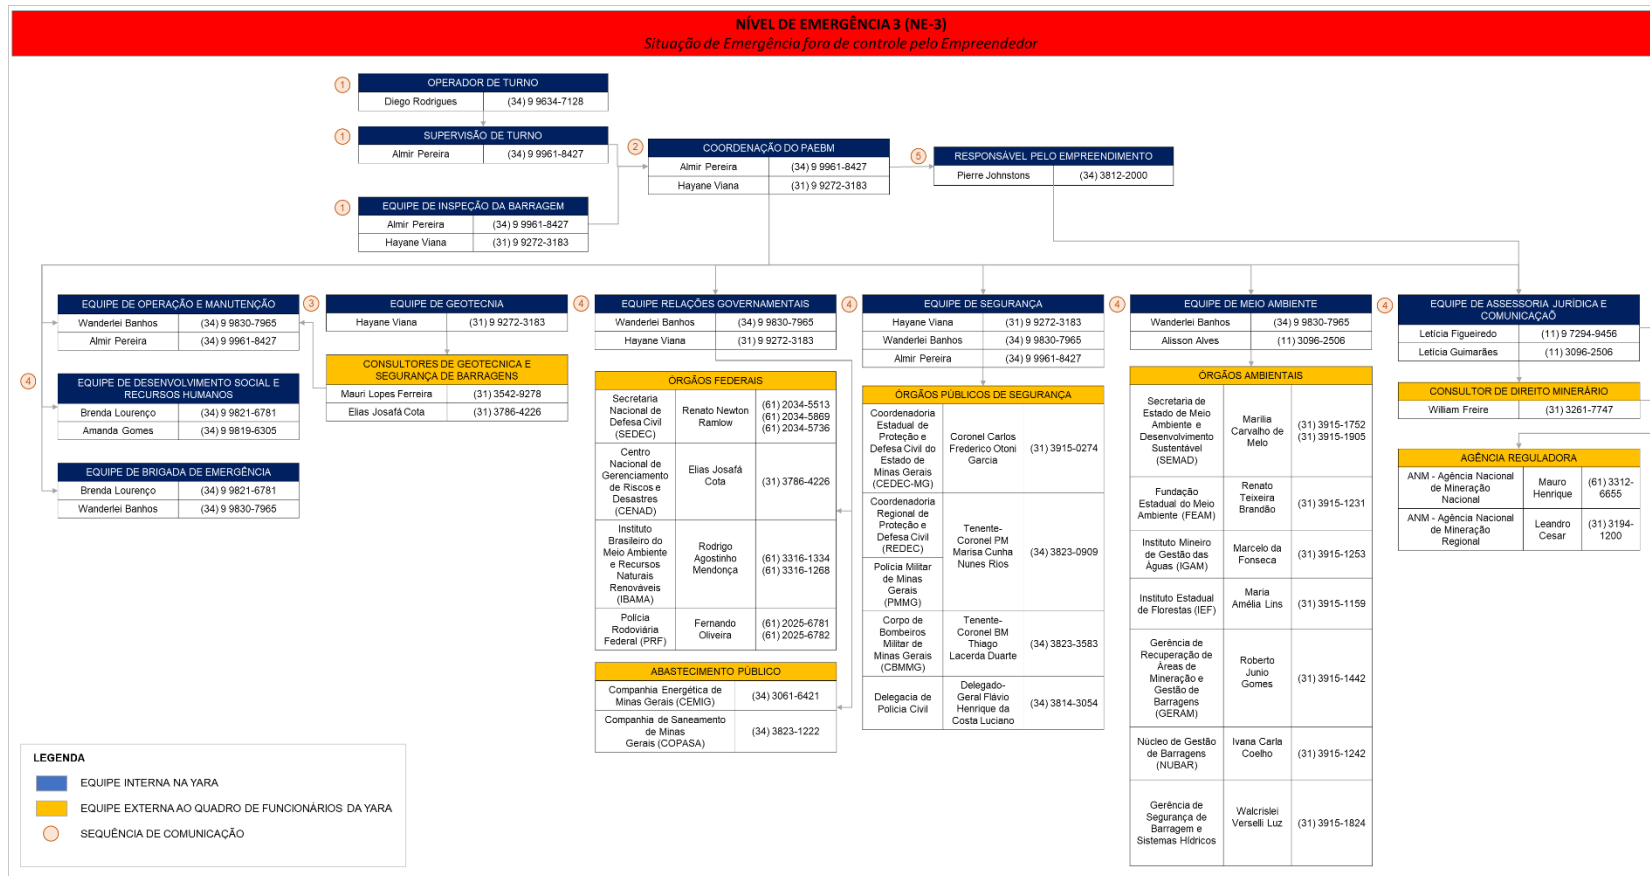 NÍVEL DE EMERGÊNCIA 3 (NE-3)
Situação de Emergência fora de controle pelo Empreendedor
1
OPERADOR DE TURNO
Diego Rodrigues (34) 9 9634-7128
1
SUPERVISÃO DE TURNO
Almir Pereira (34) 9 9961-8427
1
EQUIPE DE INSPEÇÃO DA BARRAGEM
Almir Pereira (34) 9 9961-8427
Hayane Viana (31) 9 9272-3183
2
COORDENAÇÃO DO PAEBM
Almir Pereira (34) 9 9961-8427
Hayane Viana (31) 9 9272-3183
5
RESPONSÁVEL PELO EMPREENDIMENTO
Pierre Johnstons (34) 3812-2000
EQUIPE DE OPERAÇÃO E MANUTENÇÃO
Wanderlei Banhos (34) 9 9830-7965
Almir Pereira (34) 9 9961-8427
4
EQUIPE DE DESENVOLVIMENTO SOCIAL E
RECURSOS HUMANOS
Brenda Lourenço (34) 9 9821-6781
Amanda Gomes (34) 9 9819-6305
EQUIPE DE BRIGADA DE EMERGÊNCIA
Brenda Lourenço (34) 9 9821-6781
Wanderlei Banhos (34) 9 9830-7965
3
EQUIPE DE GEOTECNIA
Hayane Viana (31) 9 9272-3183
CONSULTORES DE GEOTECNICA E
SEGURANÇA DE BARRAGENS
Mauri Lopes Ferreira (31) 3542-9278
Elias Josafá Cota (31) 3786-4226
4
EQUIPE RELAÇÕES GOVERNAMENTAIS
Wanderlei Banhos (34) 9 9830-7965
Hayane Viana (31) 9 9272-3183
ÓRGÃOS FEDERAIS
Secretaria
Nacional de
Defesa Civil
(SEDEC)
Renato Newton
Ramlow
(61) 2034-5513
(61) 2034-5869
(61) 2034-5736
Centro
Nacional de
Gerenciamento
de Riscos e
Desastres
(CENAD)
Elias Josafá
Cota
(31) 3786-4226
Instituto
Brasileiro do
Meio Ambiente
e Recursos
Naturais
Renováveis
(IBAMA)
Rodrigo
Agostinho
Mendonça
(61) 3316-1334
(61) 3316-1268
Polícia
Rodoviária
Federal (PRF)
Fernando
Oliveira
(61) 2025-6781
(61) 2025-6782
ABASTECIMENTO PÚBLICO
Companhia Energética de
Minas Gerais (CEMIG)
(34) 3061-6421
Companhia de Saneamento
de Minas
Gerais (COPASA)
(34) 3823-1222
4
EQUIPE DE SEGURANÇA
Hayane Viana (31) 9 9272-3183
Wanderlei Banhos (34) 9 9830-7965
Almir Pereira (34) 9 9961-8427
ÓRGÃOS PÚBLICOS DE SEGURANÇA
Coordenadoria
Estadual de
Proteção e
Defesa Civil do
Estado de
Minas Gerais
(CEDEC-MG)
Coronel Carlos
Frederico Otoni
Garcia
(31) 3915-0274
Coordenadoria
Regional de
Proteção e
Defesa Civil
(REDEC)
Polícia Militar
de Minas
Gerais
(PMMG)
Tenente-
Coronel PM
Marisa Cunha
Nunes Rios
(34) 3823-0909
Corpo de
Bombeiros
Militar de
Minas Gerais
(CBMMG)
Tenente-
Coronel BM
Thiago
Lacerda Duarte
(34) 3823-3583
Delegacia de
Policia Civil
Delegado-
Geral Flávio
Henrique da
Costa Luciano
(34) 3814-3054
4
EQUIPE DE MEIO AMBIENTE
Wanderlei Banhos (34) 9 9830-7965
Alisson Alves (11) 3096-2506
ÓRGÃOS AMBIENTAIS
Secretaria de
Estado de Meio
Ambiente e
Desenvolvimento
Sustentável
(SEMAD)
Marilia
Carvalho de
Melo
(31) 3915-1752
(31) 3915-1905
Fundação
Estadual do Meio
Ambiente (FEAM)
Renato
Teixeira
Brandão
(31) 3915-1231
Instituto Mineiro
de Gestão das
Águas (IGAM)
Marcelo da
Fonseca
(31) 3915-1253
Instituto Estadual
de Florestas (IEF)
Maria
Amélia Lins
(31) 3915-1159
Gerência de
Recuperação de
Áreas de
Mineração e
Gestão de
Barragens
(GERAM)
Roberto
Junio
Gomes
(31) 3915-1442
Núcleo de Gestão
de Barragens
(NUBAR)
Ivana Carla
Coelho
(31) 3915-1242
Gerência de
Segurança de
Barragem e
Sistemas Hídricos
Walcrislei
Verselli Luz
(31) 3915-1824
4
EQUIPE DE ASSESSORIA JURÍDICA E
COMUNICAÇAÕ
Letícia Figueiredo (11) 9 7294-9456
Letícia Guimarães (11) 3096-2506
CONSULTOR DE DIREITO MINERÁRIO
William Freire (31) 3261-7747
AGÊNCIA REGULADORA
ANM - Agência Nacional
de Mineração
Nacional
Mauro
Henrique
(61) 3312-
6655
ANM - Agência Nacional
de Mineração
Regional
Leandro
Cesar
(31) 3194-
1200
LEGENDA
EQUIPE INTERNA NA YARA
EQUIPE EXTERNA AO QUADRO DE FUNCIONÁRIOS DA YARA
SEQUÊNCIA DE COMUNICAÇÃO